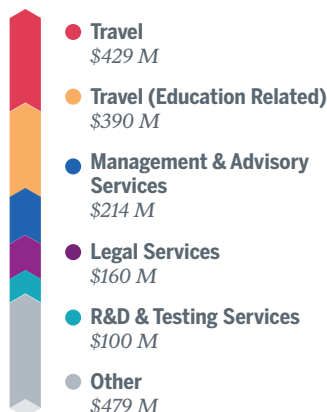 Travel
$429 M
Travel (Education Related)
$390 M
Management & Advisory
Services
$214 M
Legal Services
$160 M
R&D & Testing Services
$100 M
Other
$479 M